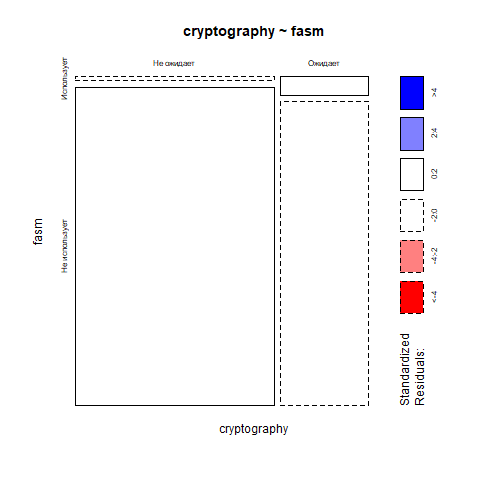 cryptography ~ fasm
Не ожидает
Ожидает
Использует
Не использует
fasm
cryptography
>4
2:4
0:2
-2:0
-4:-2
<-4
Standardized
Residuals: